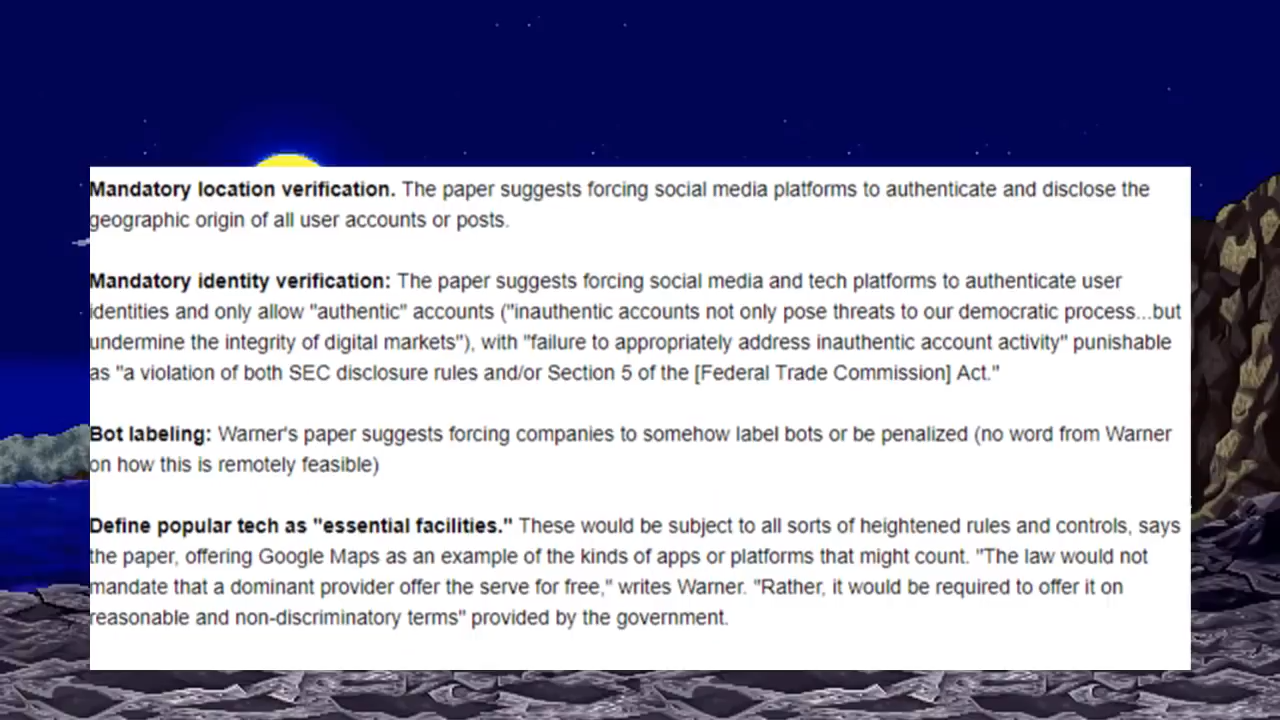 Mandatory location verification. The paper suggests forcing social media platforms to authenticate and disclose the
geographic origin of all user accounts or posts.
Mandatory identity verification: The paper suggests forcing social media and tech platforms to authenticate user
identities and only allow "authentic" accounts ("inauthentic accounts not only pose threats to our democratic process...but
undermine the integrity of digital markets"), with "failure to appropriately address inauthentic account activity" punishable
as "a violation of both SEC disclosure rules and/or Section 5 of the [Federal Trade Commission] Act."
Bot labeling: Warner's paper suggests forcing companies to somehow label bots or be penalized (no word from Warner
on how this is remotely feasible)
Define popular tech as "essential facilities." These would be subject to all sorts of heightened rules and controls, says
the paper, offering Google Maps as an example of the kinds of apps or platforms that might count. "The law would not
mandate that a dominant provider offer the serve for free," writes Warner. "Rather, it would be required to offer it on
reasonable and non-discriminatory terms" provided by the government.